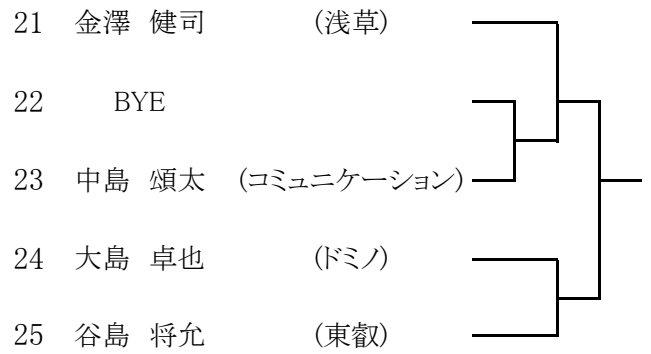 21 金澤 健司 (浅草)
22 BYE
23 中島 頌太 (コミュニケーション)
24 大島 卓也 (ドミノ)
25 谷島 将允 (東叡)